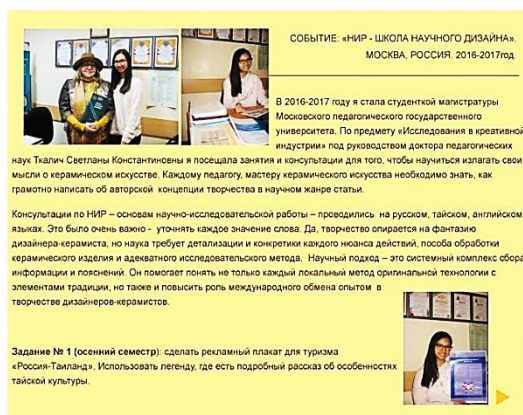 СОБЫТИЕ: «НИР - ШКОЛА НАУЧНОГО ДИЗАЙНА».
МОСКВА, РОССИЯ. 2016-2017год.
В 2016-2017 году я стала студенткой магистратуры
Московского педагогического государственного
университета. По предмету «Исследования в креативной
индустрии» под руководством доктора педагогических
наук Ткалич Светланы Константиновны я посещала занятия и консультации для того, чтобы научиться излагать свои
мысли о керамическом искусстве. Каждому педагогу, мастеру керамического искусства необходимо знать, как
грамотно написать об авторской концепции творчества в научном жанре статьи.
Консультации по НИР – основам научно-исследовательской работы – проводились на русском, тайском, английском
языках. Это было очень важно - уточнять каждое значение слова. Да, творчество опирается на фантазию
дизайнера-керамиста, но наука требует детализации и конкретики каждого нюанса действий, пособа обработки
керамического изделия и адекватного исследовательского метода. Научный подход – это системный комплекс сбора
информации и пояснений. Он помогает понять не только каждый локальный метод оригинальной технологии с
элементами традиции, но также и повысить роль международного обмена опытом в
творчестве дизайнеров-керамистов.
Задание № 1 (осенний семестр): сделать рекламный плакат для туризма
«Россия-Таиланд». Использовать легенду, где есть подробный рассказ об особенностях
тайской культуры.